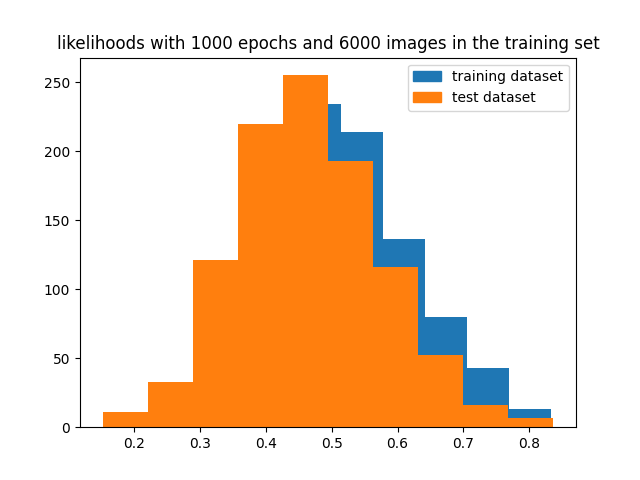 likelihoods with 1000 epochs and 6000 images in the training set
training dataset
test dataset
250
200
150
100
50
0
0.2 0.3 0.4 0.5 0.6 0.7 0.8